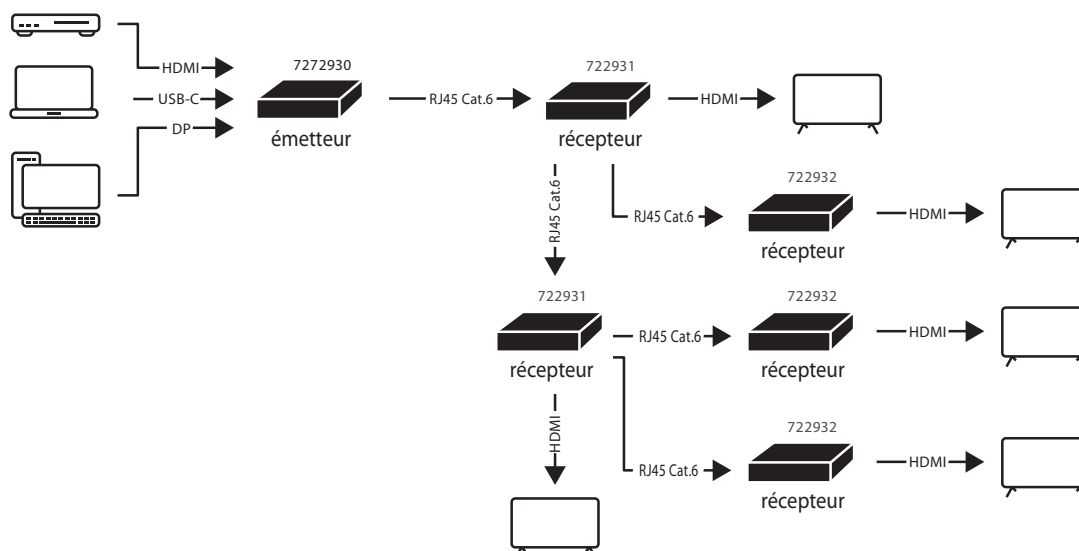 7272930
722931
HDMI
USB-C
DP
RJ45 Cat.6
HDMI
émetteur
récepteur
722932
RJ45 Cat.6
RJ45 Cat.6
HDMI
récepteur
722931
722932
RJ45 Cat.6
HDMI
récepteur
récepteur
722932
HDMI
RJ45 Cat.6
HDMI
récepteur